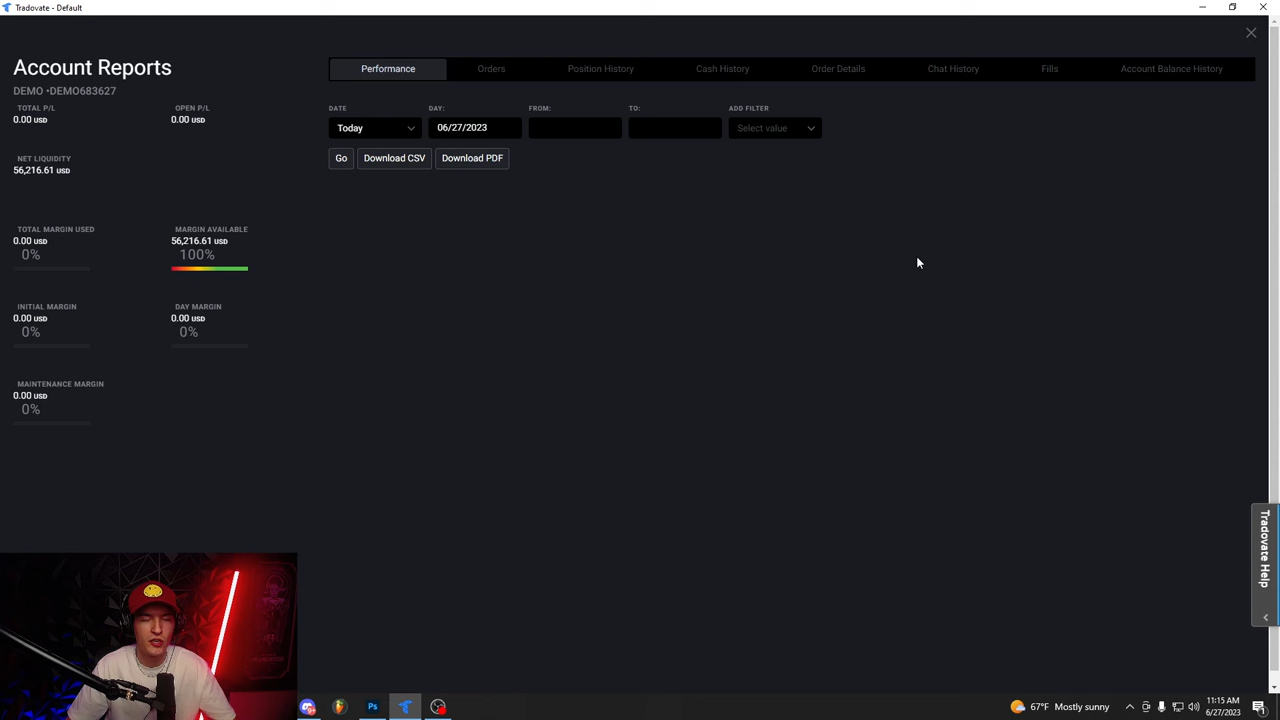 Tradovate - Default
Account Reports
DEMO •DEMO683627
TOTAL P/L
OPEN P/L
0.00 USD
0.00 USD
NET LIQUIDITY
56,216.61 USD
TOTAL MARGIN USED
MARGIN AVAILABLE
0.00 USD
56,216.61 USD
0%
100%
INITIAL MARGIN
DAY MARGIN
0.00 USD
0.00 USD
0%
0%
MAINTENANCE MARGIN
0.00 USD
0%
Performance
Orders
Position History
Cash History
Order Details
Chat History
Fills
Account Balance History
DATE
DAY:
FROM:
TO:
ADD FILTER
Today
06/27/2023
Select value
Go
Download CSV
Download PDF
Tradovate Help
Ps
67°F Mostly sunny
11:15 AM
6/27/2023
1